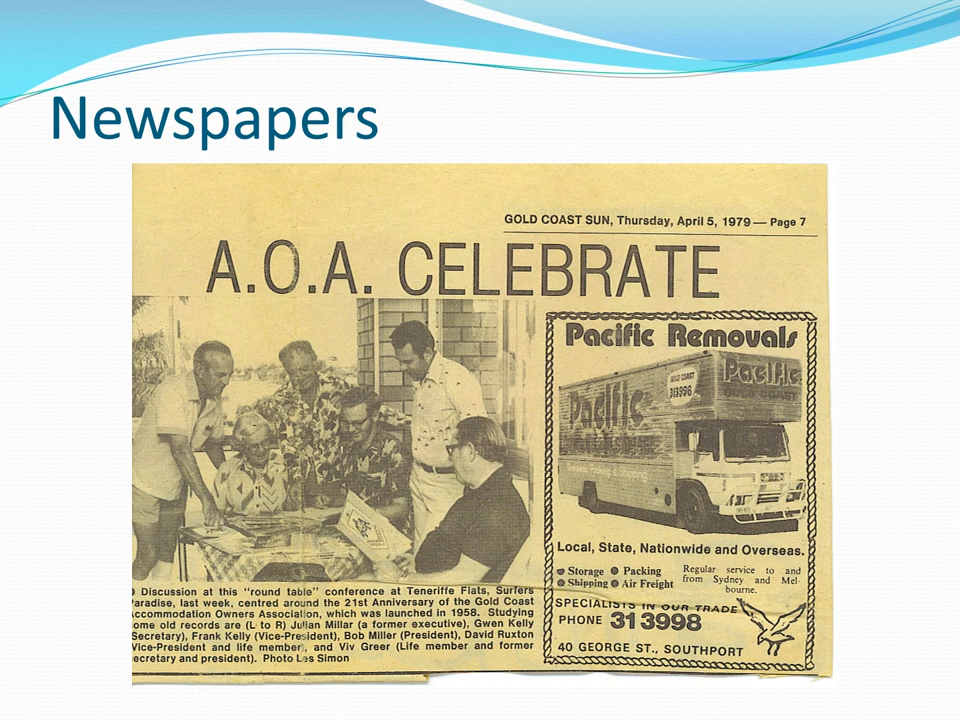 Newspapers
GOLD COAST SUN, Thursday, April 5, 1979 — Page 7
A.O.A. CELEBRATE
Discussion at this "round table" conference at Teneriffe Flats, Surfers
aradise, last week, centred around the 21st Anniversary of the Gold Coast
ccommodation Owners Association, which was launched in 1958. Studying
ome old records are (L to R) Julian Millar (a former executive), Gwen Kelly
Secretary), Frank Kelly (Vice-President), Bob Miller (President), David Ruxton
Vice-President and life member), and Viv Greer (Life member and former
ecretary and president). Photo Les Simon
Pacific Removals
Pacific
GOLD COAST
313998
Pacific
GOLD COAST
Local, State, Nationwide and Overseas.
Storage Packing
Shipping Air Freight
Regular service to and
from Sydney and Mel-
bourne.
SPECIALISTS IN OUR TRADE
PHONE 313998
40 GEORGE ST., SOUTHPORT